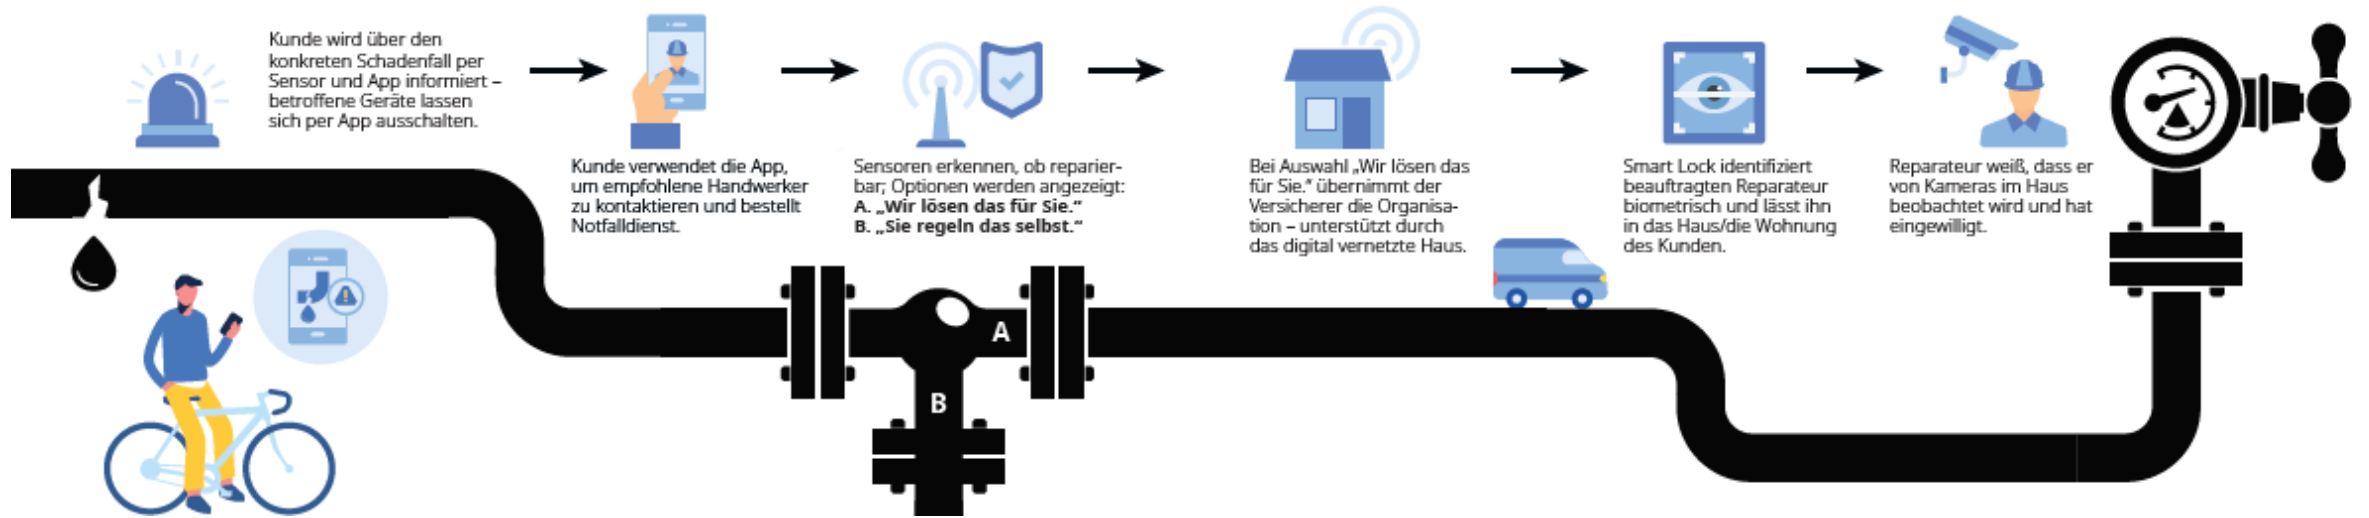 Kunde wird über den
konkreten Schadenfall per
Sensor und App informiert –
betroffene Geräte lassen
sich per App ausschalten.
Kunde verwendet die App,
um empfohlene Handwerker
zu kontaktieren und bestellt
Notfalldienst.
Sensoren erkennen, ob reparier-
bar; Optionen werden angezeigt:
A. „Wir lösen das für Sie.“
B. „Sie regeln das selbst.“
Bei Auswahl „Wir lösen das
für Sie.“ übernimmt der
Versicherer die Organisa-
tion – unterstützt durch
das digital vernetzte Haus.
Smart Lock identifiziert
beauftragten Reparateur
biometrisch und lässt ihn
in das Haus/die Wohnung
des Kunden.
Reparateur weiß, dass er
von Kameras im Haus
beobachtet wird und hat
eingewilligt.
A
B